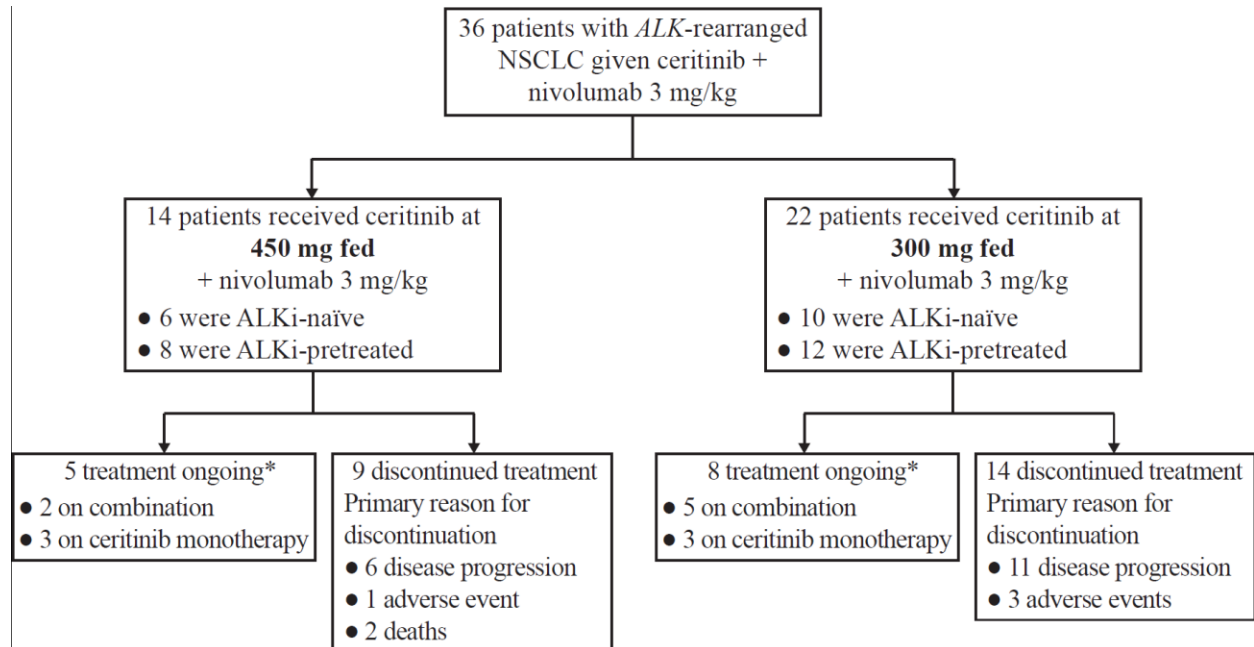 36 patients with ALK-rearranged
NSCLC given ceritinib +
nivolumab 3 mg/kg
14 patients received ceritinib at
450 mg fed
+ nivolumab 3 mg/kg
● 6 were ALKi-naïve
● 8 were ALKi-pretreated
22 patients received ceritinib at
300 mg fed
+ nivolumab 3 mg/kg
● 10 were ALKi-naïve
● 12 were ALKi-pretreated
5 treatment ongoing*
● 2 on combination
● 3 on ceritinib monotherapy
9 discontinued treatment
Primary reason for
discontinuation
● 6 disease progression
● 1 adverse event
● 2 deaths
8 treatment ongoing*
● 5 on combination
● 3 on ceritinib monotherapy
14 discontinued treatment
Primary reason for
discontinuation
● 11 disease progression
● 3 adverse events